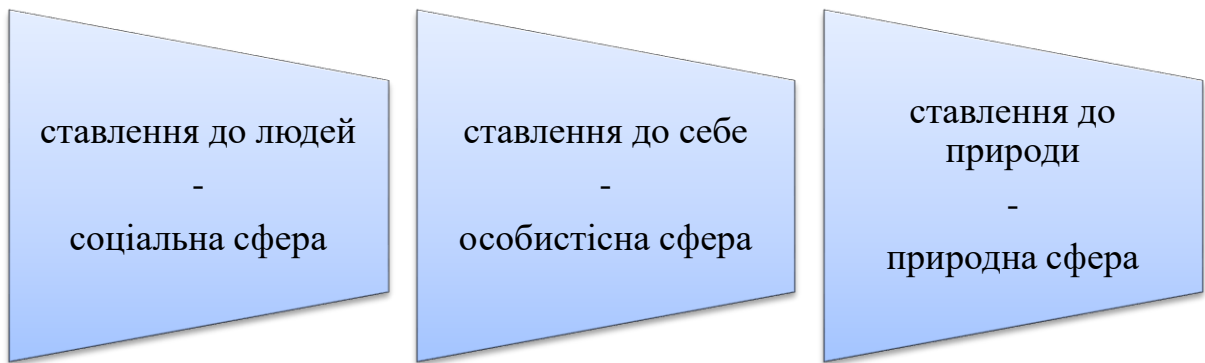 ставлення до людей
-
соціальна сфера
ставлення до себе
-
особистісна сфера
ставлення до
природи
-
природна сфера